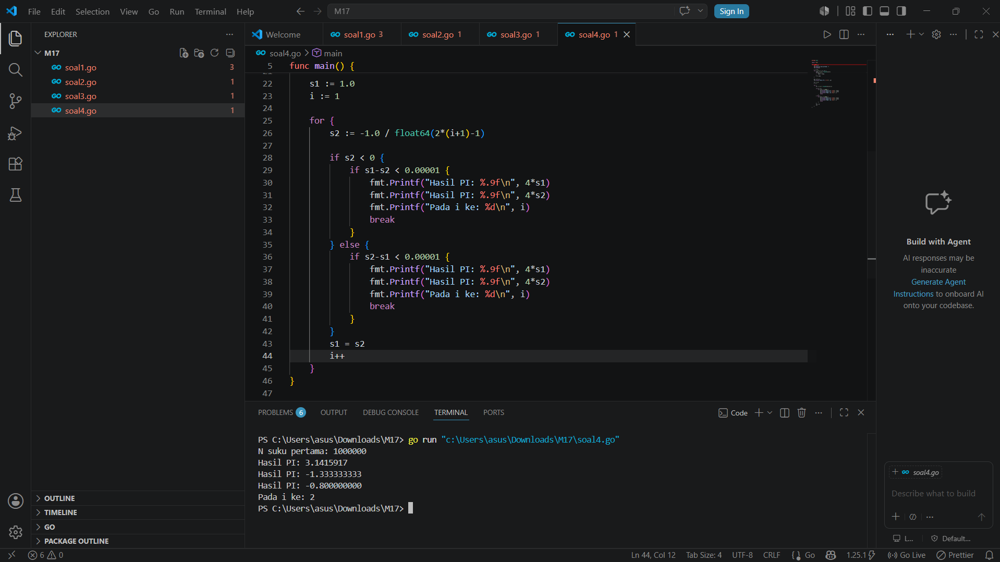 File Edit Selection View Go Run Terminal Help
M17
Sign In
EXPLORER
M17
soal1.go 3
soal2.go 1
soal3.go 1
soal4.go 1
OUTLINE
TIMELINE
GO
PACKAGE OUTLINE
Welcome
soal1.go 3
soal2.go 1
soal3.go 1
soal4.go 1
soal4.go > main
5 func main() {
22 s1 := 1.0
23 i := 1
24
25 for {
26 s2 := -1.0 / float64(2*(i+1)-1)
27
28 if s2 < 0 {
29 if s1-s2 < 0.00001 {
30 fmt.Printf("Hasil PI: %.9f\n", 4*s1)
31 fmt.Printf("Hasil PI: %.9f\n", 4*s2)
32 fmt.Printf("Pada i ke: %d\n", i)
33 break
34 }
35 } else {
36 if s2-s1 < 0.00001 {
37 fmt.Printf("Hasil PI: %.9f\n", 4*s1)
38 fmt.Printf("Hasil PI: %.9f\n", 4*s2)
39 fmt.Printf("Pada i ke: %d\n", i)
40 break
41 }
42 }
43 s1 = s2
44 i++
45 }
46 }
47
PROBLEMS 6 OUTPUT DEBUG CONSOLE TERMINAL PORTS
Code
PS C:\Users\asus\Downloads\M17> go run "c:\Users\asus\Downloads\M17\soal4.go"
N suku pertama: 1000000
Hasil PI: 3.1415917
Hasil PI: -1.333333333
Hasil PI: -0.800000000
Pada i ke: 2
PS C:\Users\asus\Downloads\M17>
Build with Agent
AI responses may be
inaccurate
Generate Agent
Instructions to onboard AI
onto your codebase.
soal4.go
Describe what to build
L...
Default...
6 0
Ln 44, Col 12 Tab Size: 4 UTF-8 CRLF Go 1.25.1 Go Live Prettier